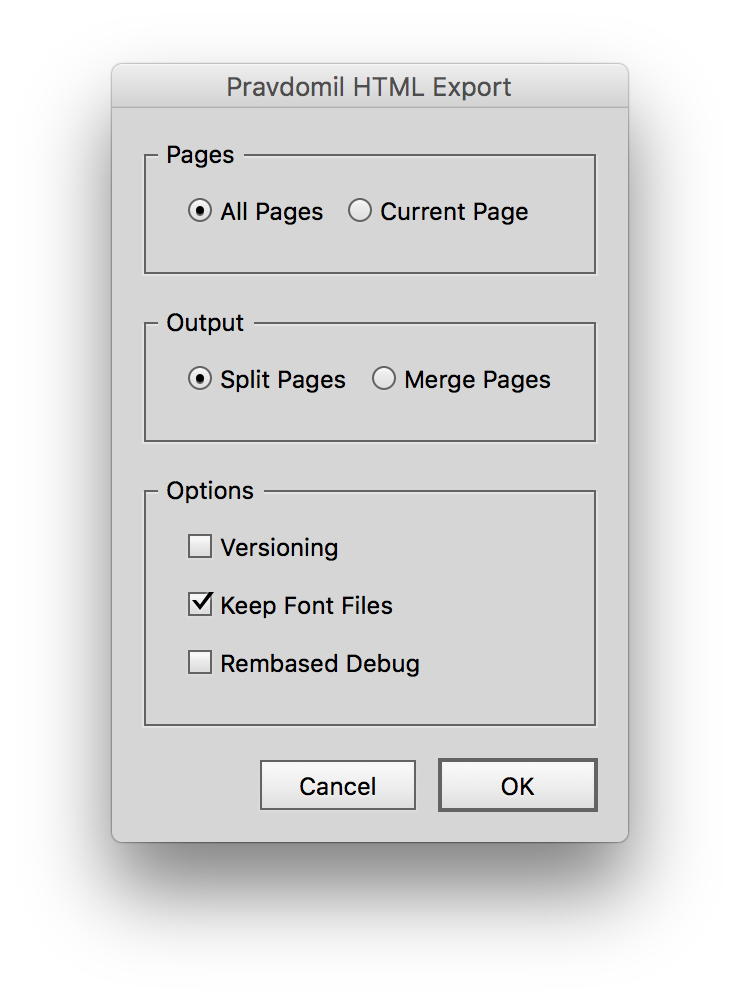 Pravdomil HTML Export
Pages
All Pages Current Page
Output
Split Pages Merge Pages
Options
Versioning
Keep Font Files
Rembased Debug
Cancel OK